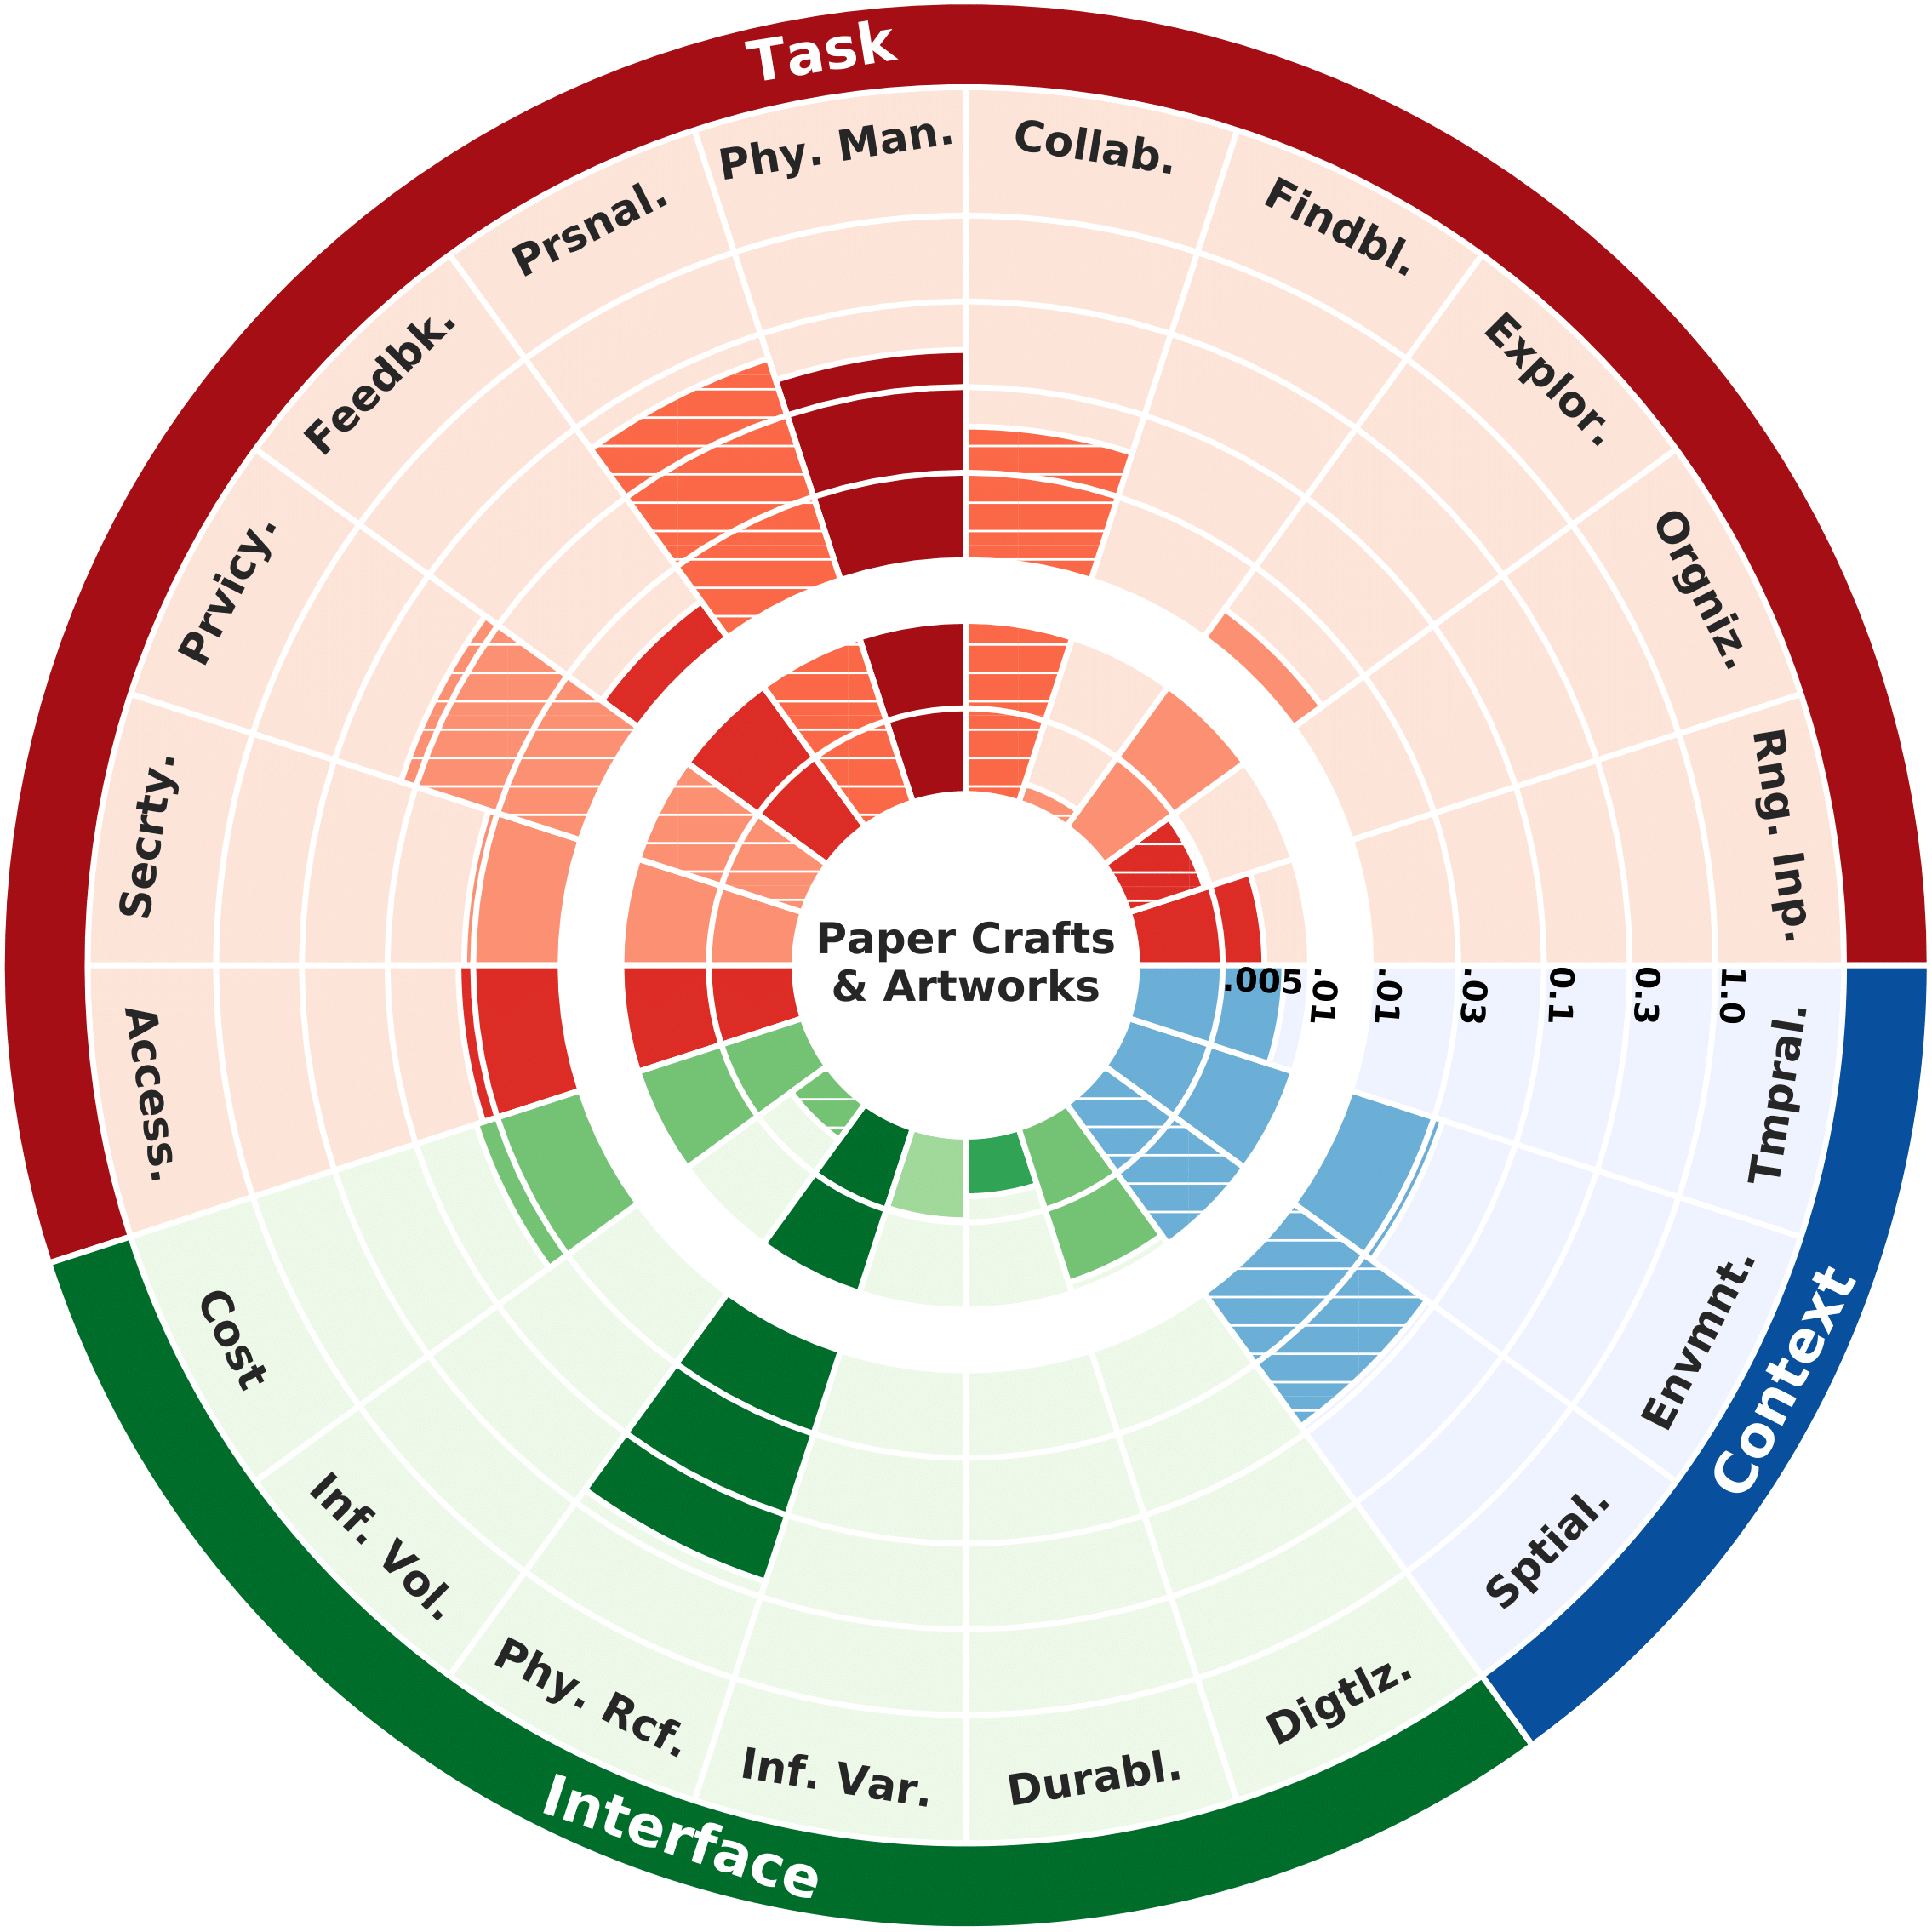 Task
Phy. Man.
Collab.
Findbl.
Explor.
Orgniz.
Rng. Inp.
Prsnal.
Feedbk.
Prvicy.
Secrty.
Access.
Paper Crafts
& Artworks
.005
.01
.01
.03
0.1
0.3
1.0
Tmpral.
Envmnt.
Sptial.
Context
Cost
Inf. Vol.
Phy. Rcf.
Inf. Var.
Durabl.
Digtlz.
Interface